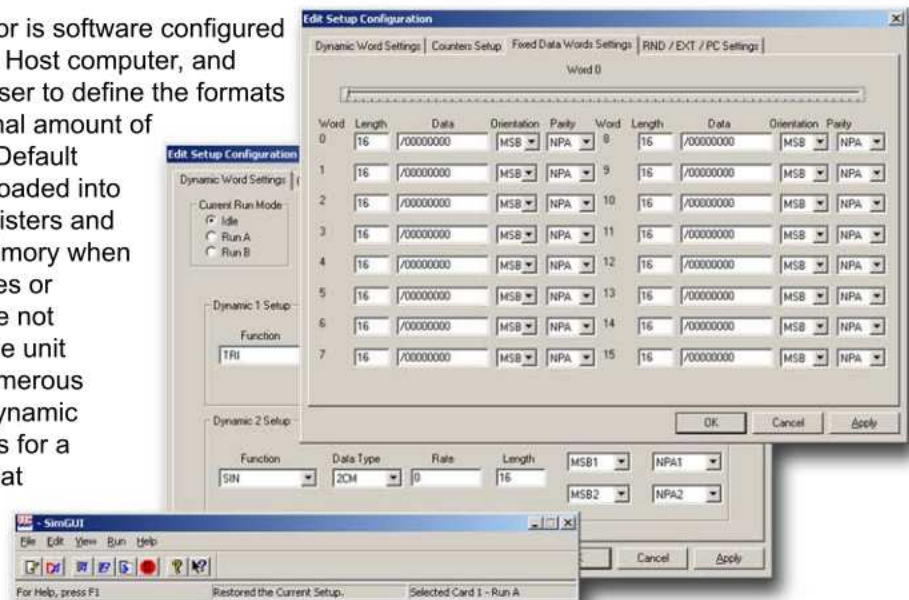 or is software configured
Host computer, and
ser to define the formats
nal amount of
Default
oaded into
isters and
mory when
es or
e not
e unit
merous
ynamic
s for a
at
Edit Setup Configuration
Dynamic Word Settings Counters Setup Fixed Data Words Settings RND / EXT / PC Settings
Word 0
Word Length Data Orientation Parity Word Length Data Orientation Parity
0 16 /00000000 MSB NPA 8 16 /00000000 MSB NPA
1 16 /00000000 MSB NPA 9 16 /00000000 MSB NPA
2 16 /00000000 MSB NPA 10 16 /00000000 MSB NPA
3 16 /00000000 MSB NPA 11 16 /00000000 MSB NPA
4 16 /00000000 MSB NPA 12 16 /00000000 MSB NPA
5 16 /00000000 MSB NPA 13 16 /00000000 MSB NPA
6 16 /00000000 MSB NPA 14 16 /00000000 MSB NPA
7 16 /00000000 MSB NPA 15 16 /00000000 MSB NPA
OK Cancel Apply
Edit Setup Configuration
Dynamic Word Settings
Current Run Mode
Idle
Run A
Run B
Dynamic 1 Setup
Function
TRI
Dynamic 2 Setup
Function Data Type Rate Length
SIN 2CM 0 16 MSB1 NPA1
MSB2 NPA2
Cancel Apply
- SimGUI
File Edit View Run Help
For Help, press F1 Restored the Current Setup. Selected Card 1 - Run A